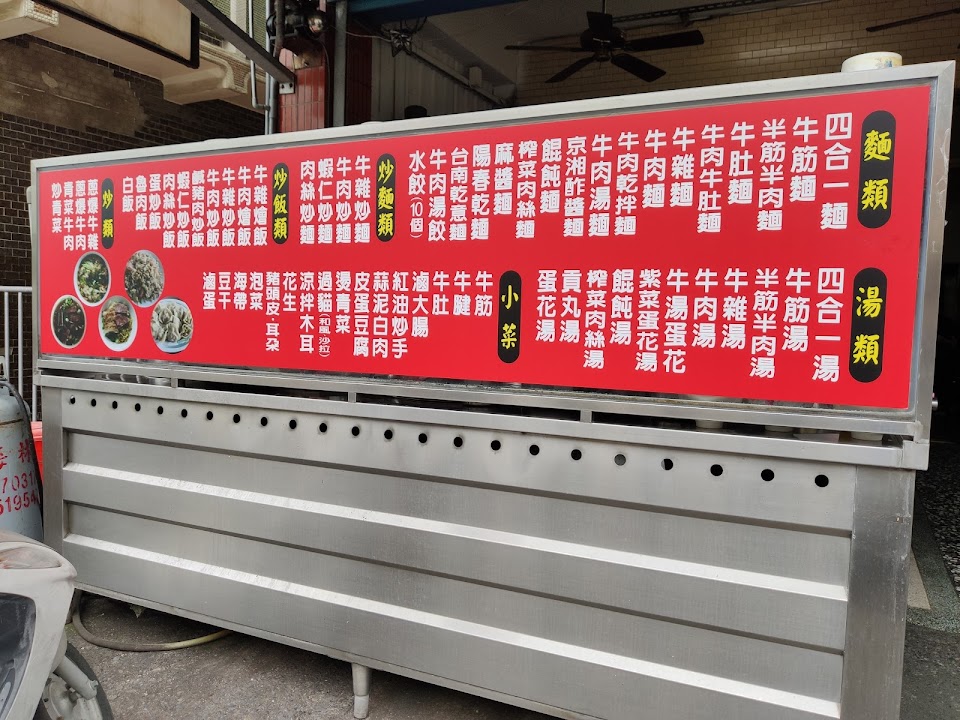 麵類
四合一麵
牛筋麵
半筋半肉麵
牛肚麵
牛肉牛肚麵
牛雜麵
牛肉麵
牛肉乾拌麵
牛肉湯麵
京湘酢醬麵
餛飩麵
榨菜肉絲麵
麻醬麵
陽春乾麵
台南乾意麵
牛肉湯餃
水餃(10個)
炒麵類
牛雜炒麵
牛肉炒麵
蝦仁炒麵
肉絲炒麵
炒飯類
牛雜燴飯
牛肉燴飯
牛雜炒飯
牛肉炒飯
鹹豬肉炒飯
蝦仁炒飯
肉絲炒飯
蛋炒飯
魯肉飯
白飯
炒類
蔥爆牛雜
蔥爆牛肉
青菜牛肉
炒青菜
湯類
四合一湯
牛筋湯
半筋半肉湯
牛雜湯
牛肉湯
牛湯蛋花
紫菜蛋花湯
餛飩湯
榨菜肉絲湯
貢丸湯
蛋花湯
小菜
牛筋
牛腱
牛肚
滷大腸
紅油炒手
蒜泥白肉
皮蛋豆腐
燙青菜
過貓(和風沙拉)
涼拌木耳
花生
豬頭皮、耳朵
泡菜
海帶
豆干
滷蛋